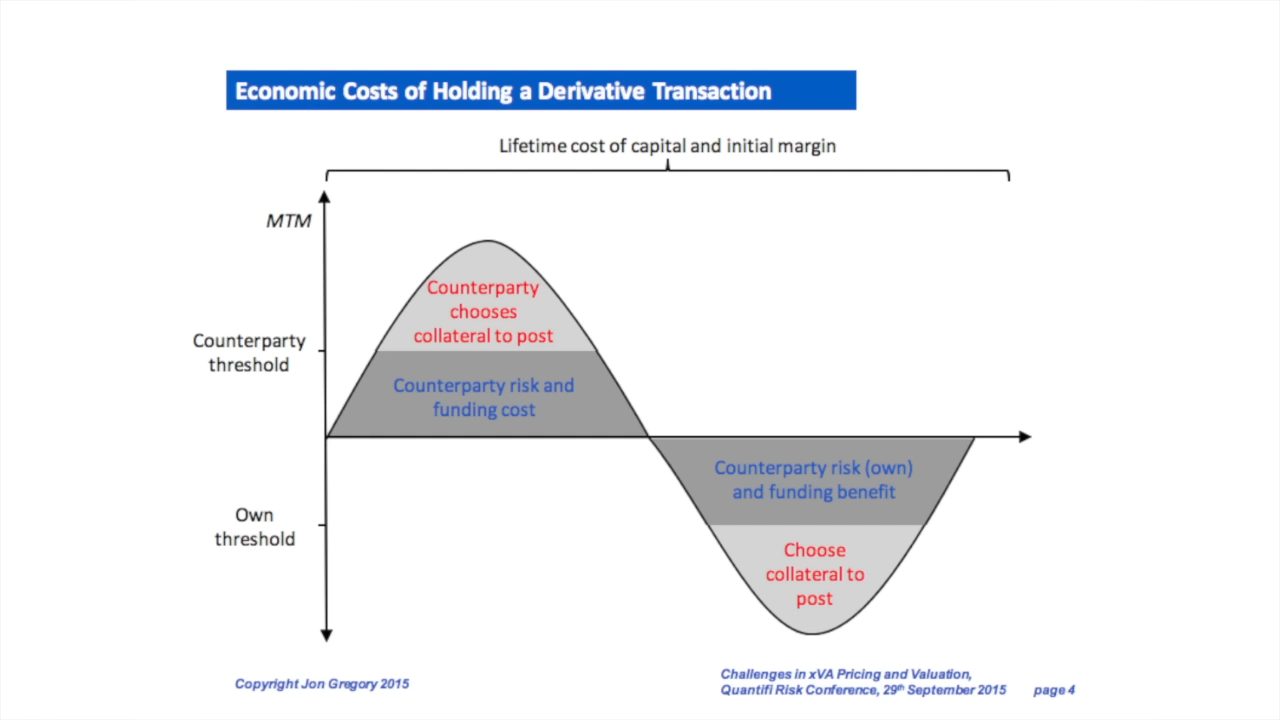 Economic Costs of Holding a Derivative Transaction
Lifetime cost of capital and initial margin
MTM
Counterparty
chooses
collateral to post
Counterparty
threshold
Counterparty risk and
funding cost
Counterparty risk (own)
and funding benefit
Own
threshold
Choose
collateral to
post
Copyright Jon Gregory 2015
Challenges in xVA Pricing and Valuation,
Quantifi Risk Conference, 29th September 2015
page 4